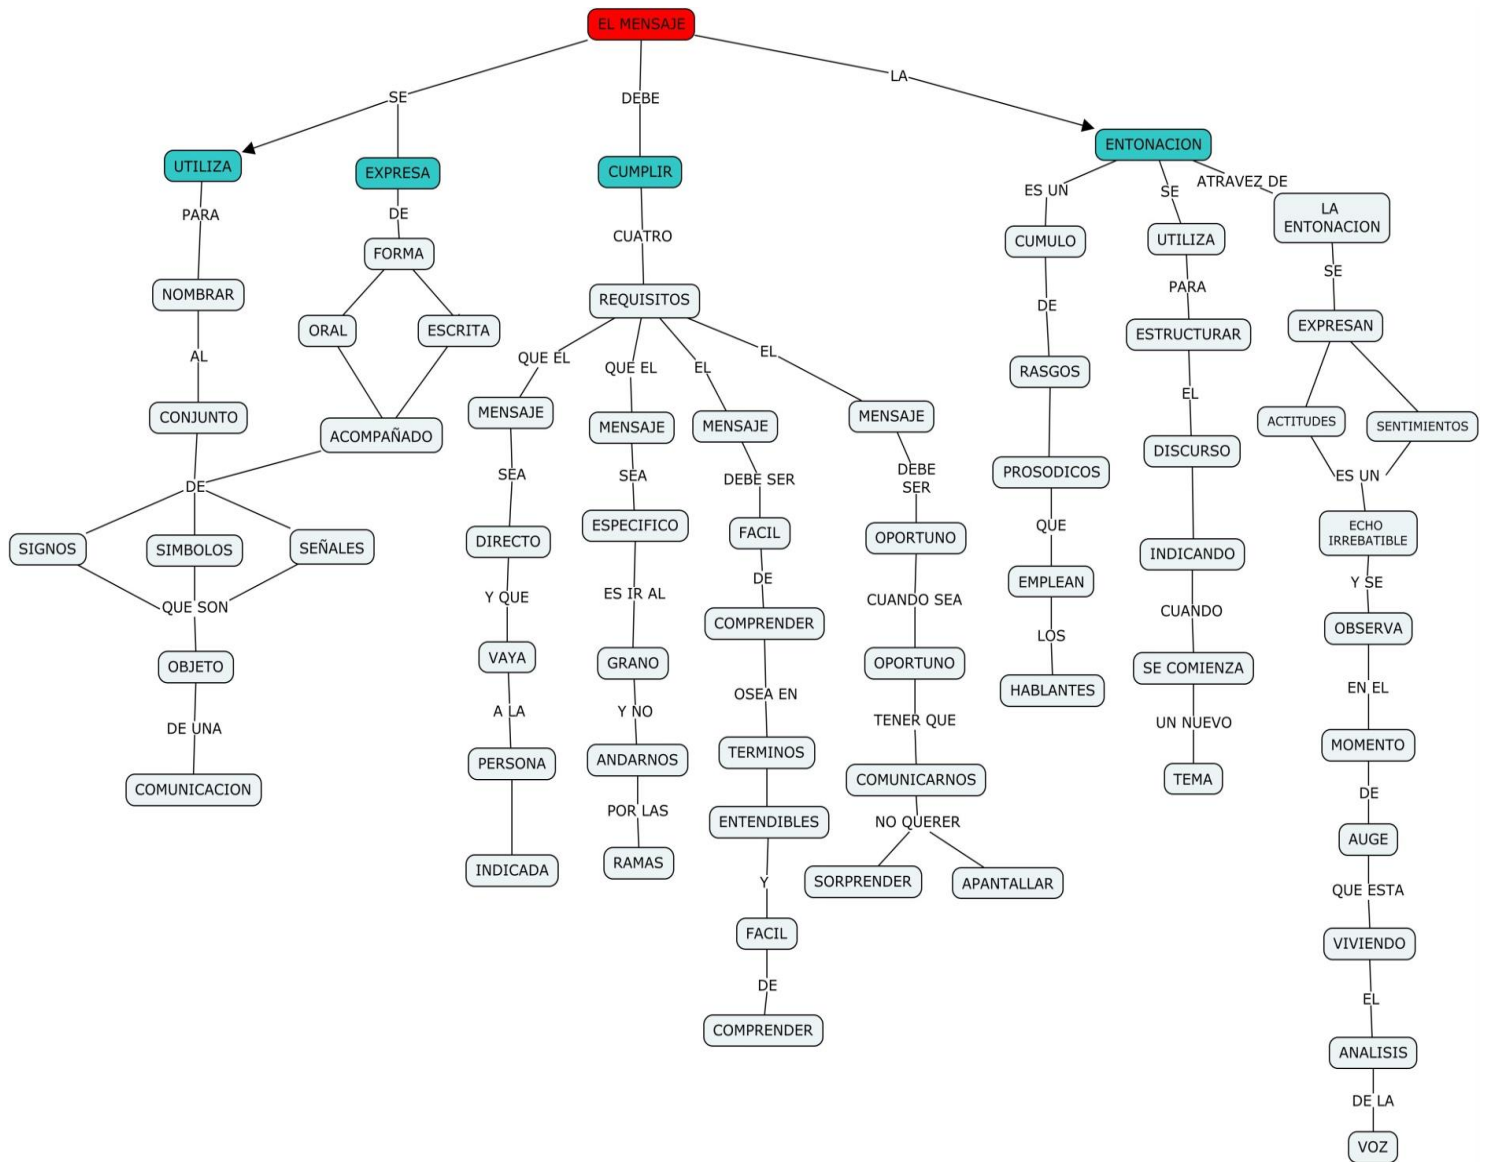 EL MENSAJE
SE
UTILIZA
PARA
NOMBRAR
AL
CONJUNTO
EXPRESA
DE
FORMA
ORAL
ESCRITA
ACOMPAÑADO
DE
SIGNOS
SIMBOLOS
SEÑALES
QUE SON
OBJETO
DE UNA
COMUNICACION
DEBE
CUMPLIR
CUATRO
REQUISITOS
QUE EL
MENSAJE
SEA
DIRECTO
Y QUE
VAYA
A LA
PERSONA
INDICADA
QUE EL
MENSAJE
SEA
ESPECIFICO
ES IR AL
GRANO
Y NO
ANDARNOS
POR LAS
RAMAS
EL
MENSAJE
DEBE SER
FACIL
DE
COMPRENDER
OSEA EN
TERMINOS
ENTENDIBLES
Y
FACIL
DE
COMPRENDER
EL
MENSAJE
DEBE
SER
OPORTUNO
CUANDO SEA
OPORTUNO
TENER QUE
COMUNICARNOS
NO QUERER
SORPRENDER
APANTALLAR
LA
ENTONACION
ES UN
CUMULO
DE
RASGOS
PROSODICOS
QUE
EMPLEAN
LOS
HABLANTES
SE
UTILIZA
PARA
ESTRUCTURAR
EL
DISCURSO
INDICANDO
CUANDO
SE COMIENZA
UN NUEVO
TEMA
ATRAVEZ DE
LA
ENTONACION
SE
EXPRESAN
ACTITUDES
SENTIMIENTOS
ES UN
ECHO
IRREBATIBLE
Y SE
OBSERVA
EN EL
MOMENTO
DE
AUGE
QUE ESTA
VIVIENDO
EL
ANALISIS
DE LA
VOZ